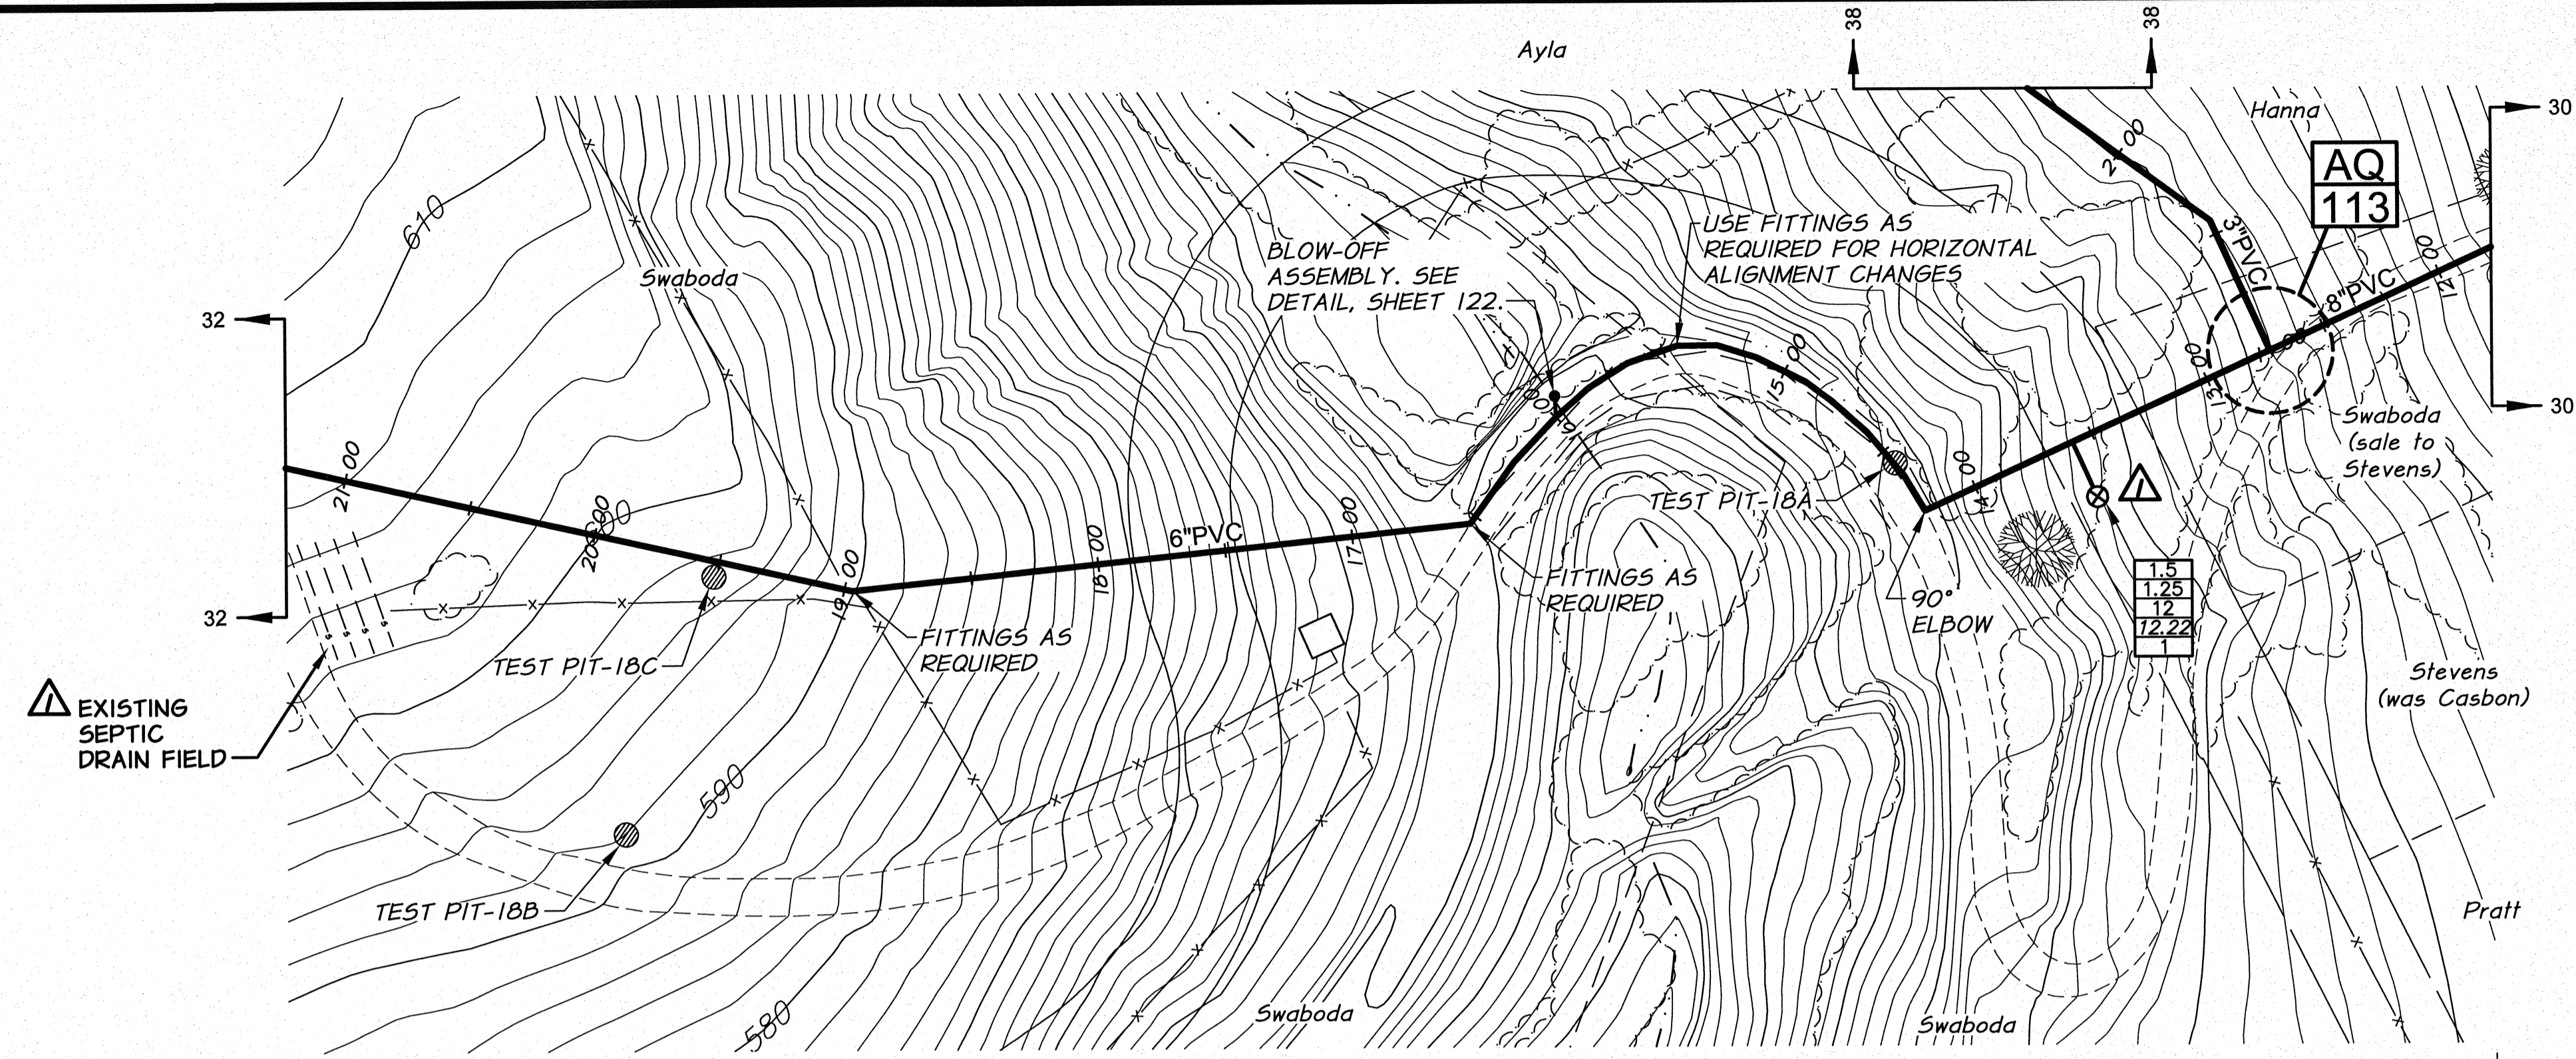 38
38
Ayla
Hanna
30
AQ
113
2+00
610
Swaboda
BLOW-OFF
ASSEMBLY. SEE
DETAIL, SHEET 122.
USE FITTINGS AS
REQUIRED FOR HORIZONTAL
ALIGNMENT CHANGES
3"PVC
8"PVC
12+00
32
15+00
13+00
30
Swaboda
(sale to
Stevens)
21+00
14+00
TEST PIT-18A
17+00
18+00
6"PVC
19+00
FITTINGS AS
REQUIRED
90°
ELBOW
1.5
1.25
12
12.22
1
32
TEST PIT-18C
FITTINGS AS
REQUIRED
1
1
EXISTING
SEPTIC
DRAIN FIELD
Stevens
(was Casbon)
590
TEST PIT-18B
Pratt
580
Swaboda
Swaboda